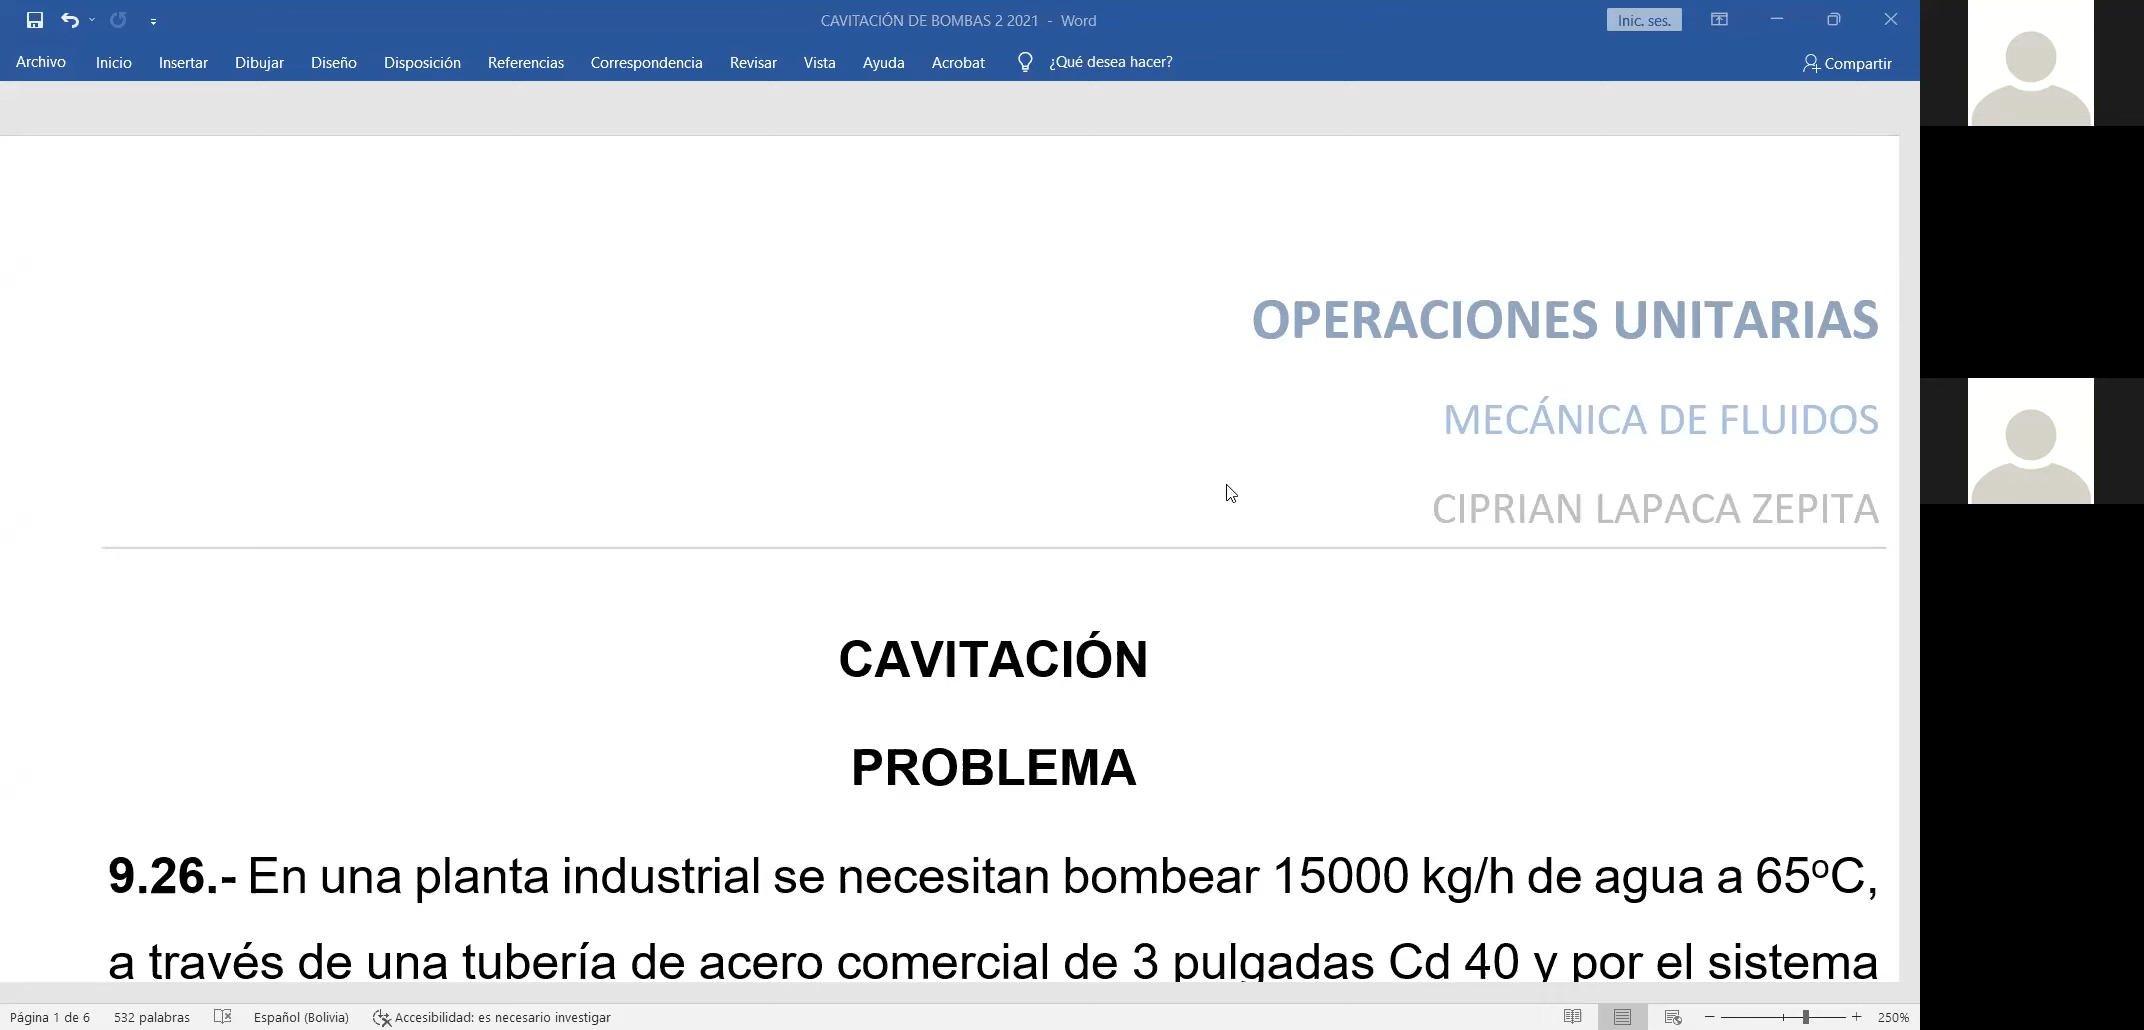 CAVITACIÓN DE BOMBAS 2 2021 - Word
Inic. ses.
Archivo Inicio Insertar Dibujar Diseño Disposición Referencias Correspondencia Revisar Vista Ayuda Acrobat ¿Qué desea hacer? Compartir
OPERACIONES UNITARIAS
MECÁNICA DE FLUIDOS
CIPRIAN LAPACA ZEPITA
CAVITACIÓN
PROBLEMA
9.26.- En una planta industrial se necesitan bombear 15000 kg/h de agua a 65ºC,
a través de una tubería de acero comercial de 3 pulgadas Cd 40 y por el sistema
Página 1 de 6 532 palabras Español (Bolivia) Accesibilidad: es necesario investigar 250%